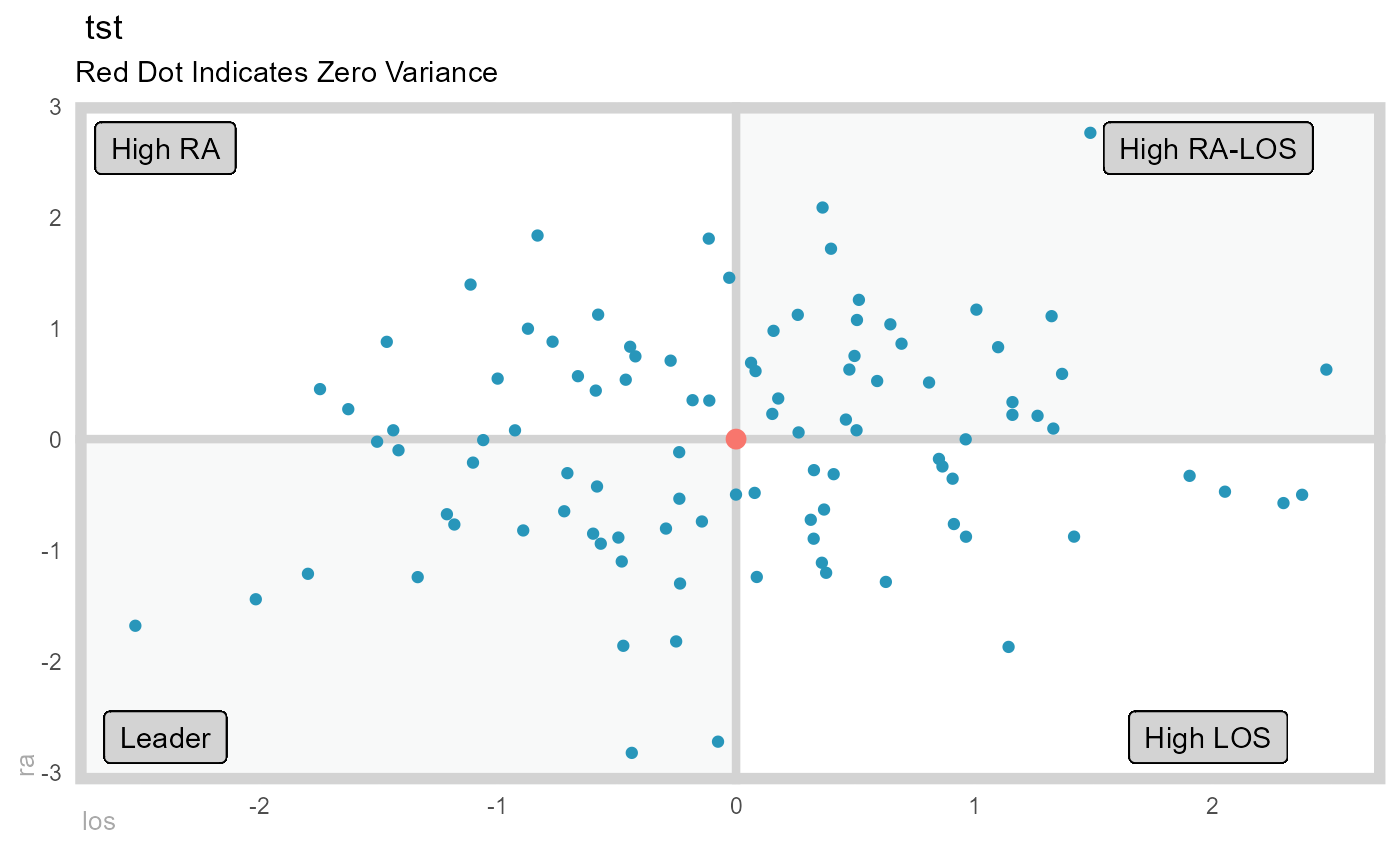 tst
Red Dot Indicates Zero Variance
3
High RA
High RA-LOS
2
1
0
-1
-2
Leader
High LOS
ra
-3
-2
-1
0
1
2
los